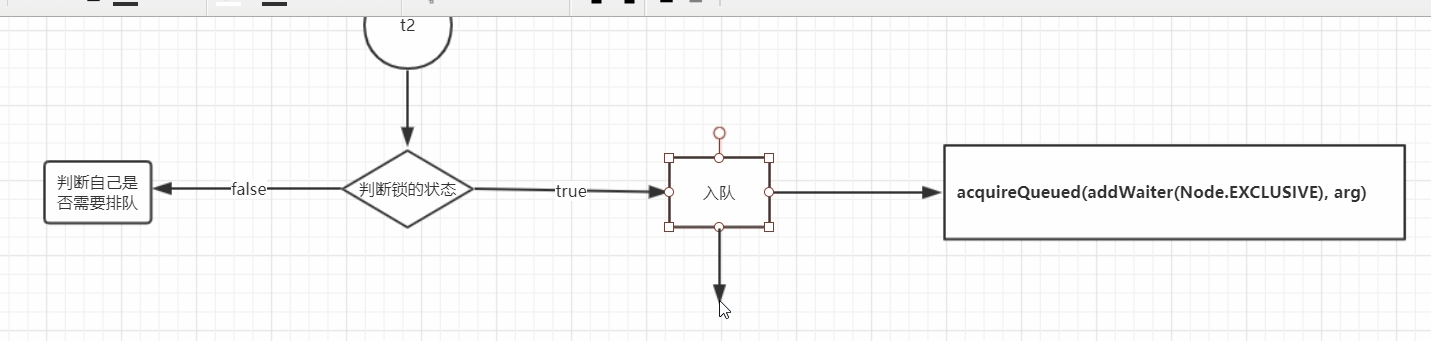 t2
判断自己是
否需要排队
false
判断锁的状态
true
入队
acquireQueued(addWaiter(Node.EXCLUSIVE), arg)